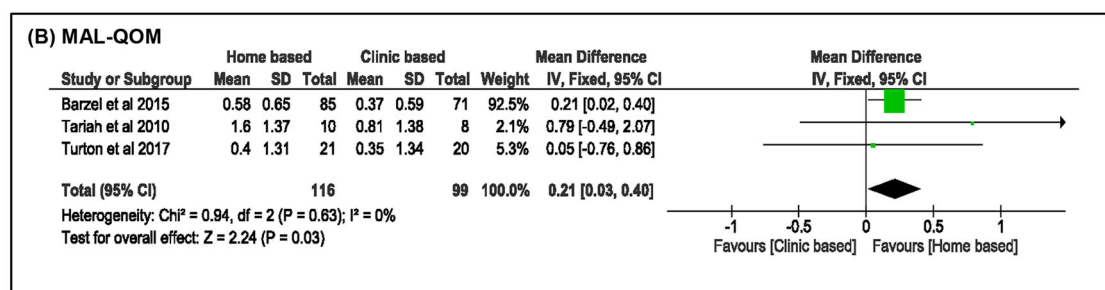 (B) MAL-QOM
Home based Clinic based Mean Difference Mean Difference
Study or Subgroup Mean SD Total Mean SD Total Weight IV, Fixed, 95% CI IV, Fixed, 95% CI
Barzel et al 2015 0.58 0.65 85 0.37 0.59 71 92.5% 0.21 [0.02, 0.40]
Tariah et al 2010 1.6 1.37 10 0.81 1.38 8 2.1% 0.79 [-0.49, 2.07]
Turton et al 2017 0.4 1.31 21 0.35 1.34 20 5.3% 0.05 [-0.76, 0.86]
Total (95% CI) 116 99 100.0% 0.21 [0.03, 0.40]
Heterogeneity: Chi² = 0.94, df = 2 (P = 0.63); I² = 0%
Test for overall effect: Z = 2.24 (P = 0.03)
-1 -0.5 0 0.5 1
Favours [Clinic based] Favours [Home based]